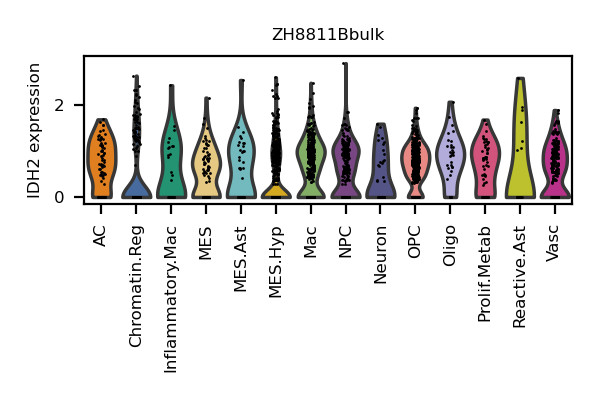 ZH8811Bbulk
IDH2 expression
2
0
AC
Chromatin.Reg
Inflammatory.Mac
MES
MES.Ast
MES.Hyp
Mac
NPC
Neuron
OPC
Oligo
Prolif.Metab
Reactive.Ast
Vasc